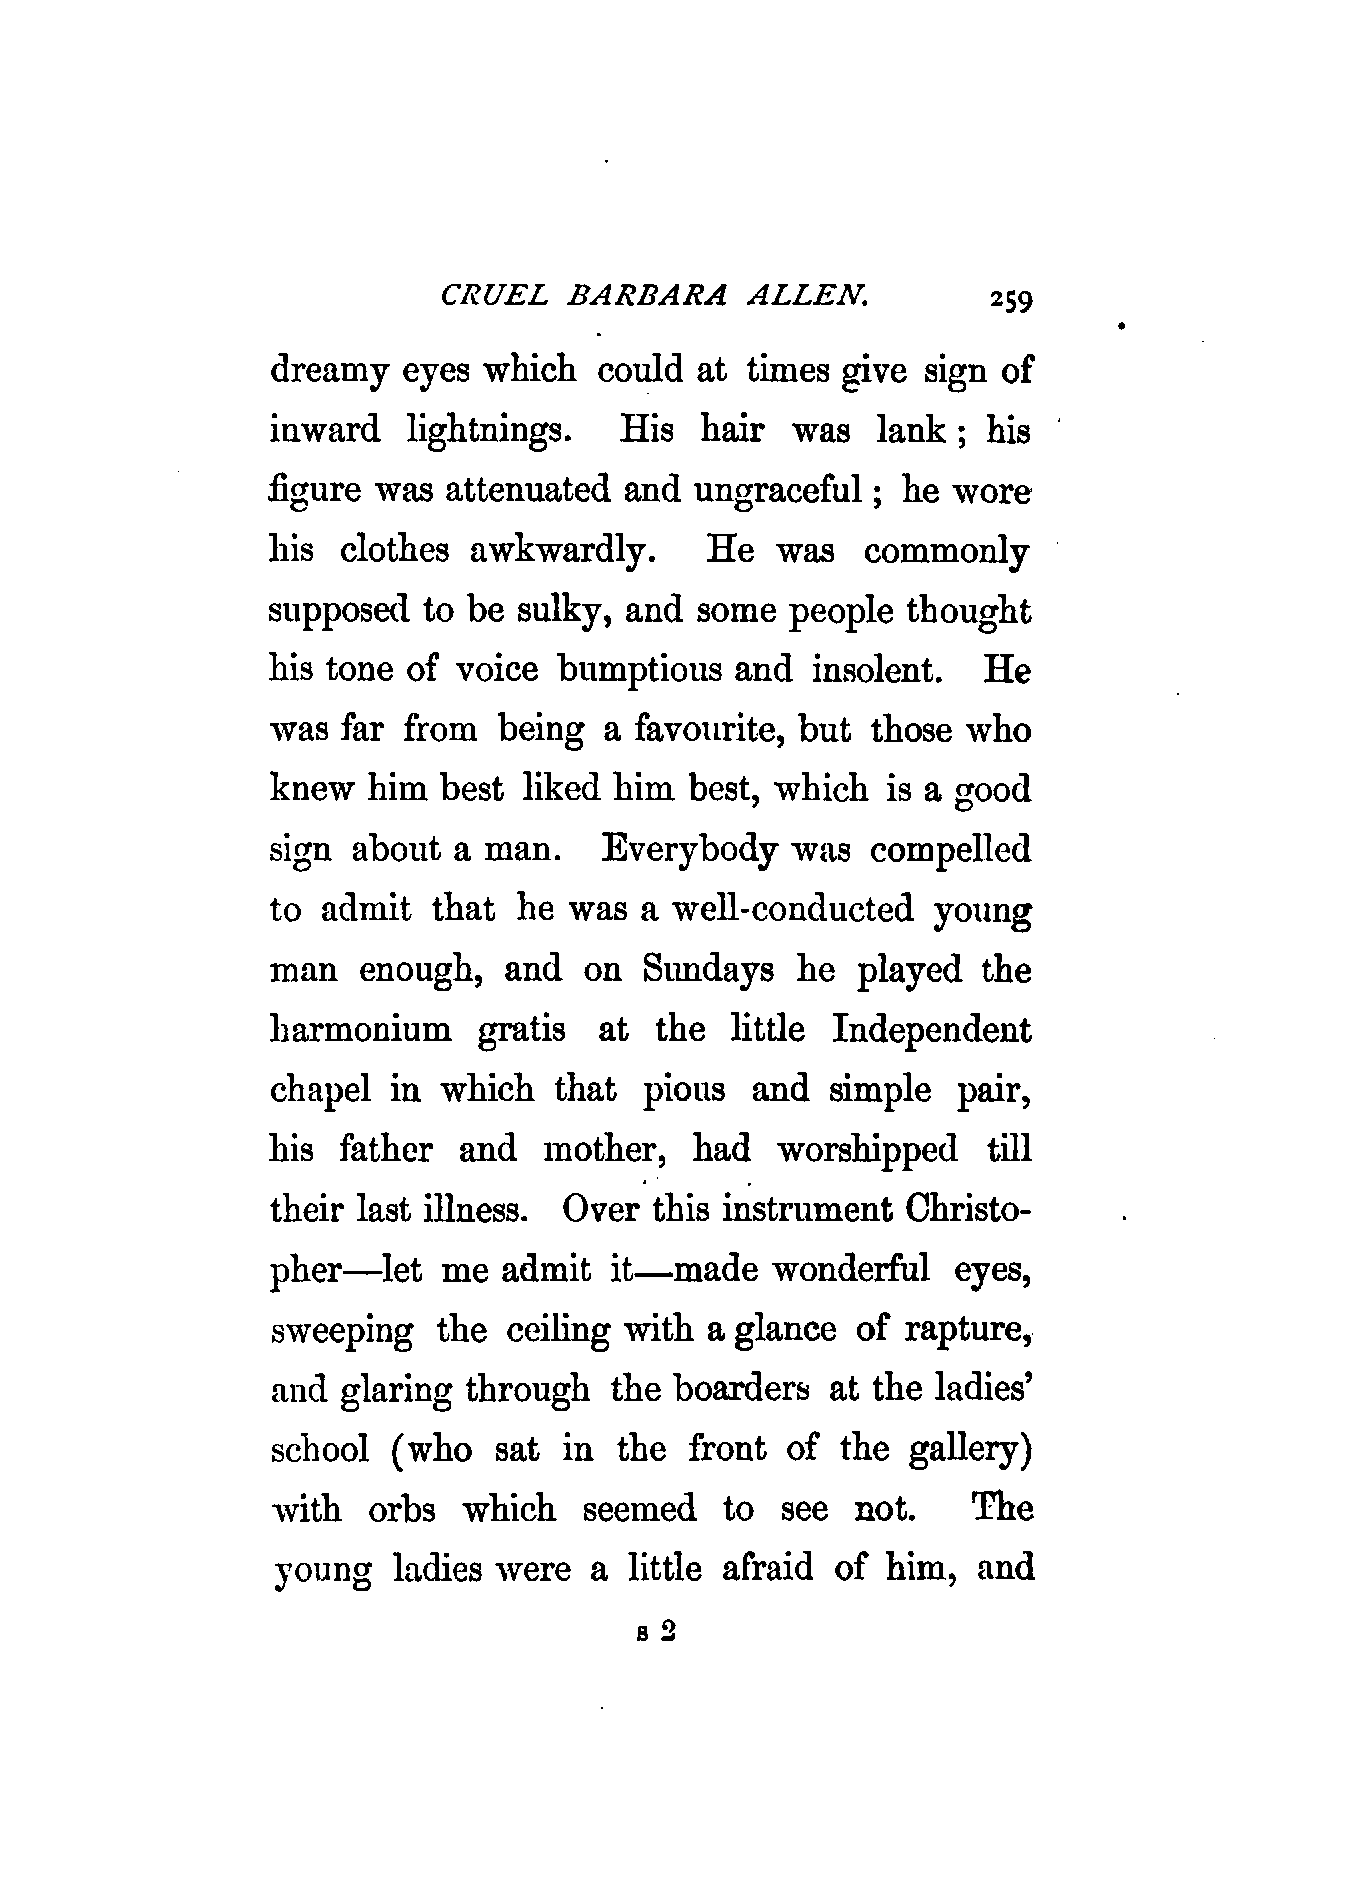 CRUEL BARBARA ALLEN. 259
dreamy eyes which could at times give sign of
inward lightnings. His hair was lank ; his
figure was attenuated and ungraceful ; he wore
his clothes awkwardly. He was commonly
supposed to be sulky, and some people thought
his tone of voice bumptious and insolent. He
was far from being a favourite, but those who
knew him best liked him best, which is a good
sign about a man. Everybody was compelled
to admit that he was a well-conducted young
man enough, and on Sundays he played the
harmonium gratis at the little Independent
chapel in which that pious and simple pair,
his father and mother, had worshipped till
their last illness. Over this instrument Christo-
pher—let me admit it—made wonderful eyes,
sweeping the ceiling with a glance of rapture,
and glaring through the boarders at the ladies’
school (who sat in the front of the gallery)
with orbs which seemed to see not. The
young ladies were a little afraid of him, and
s 2